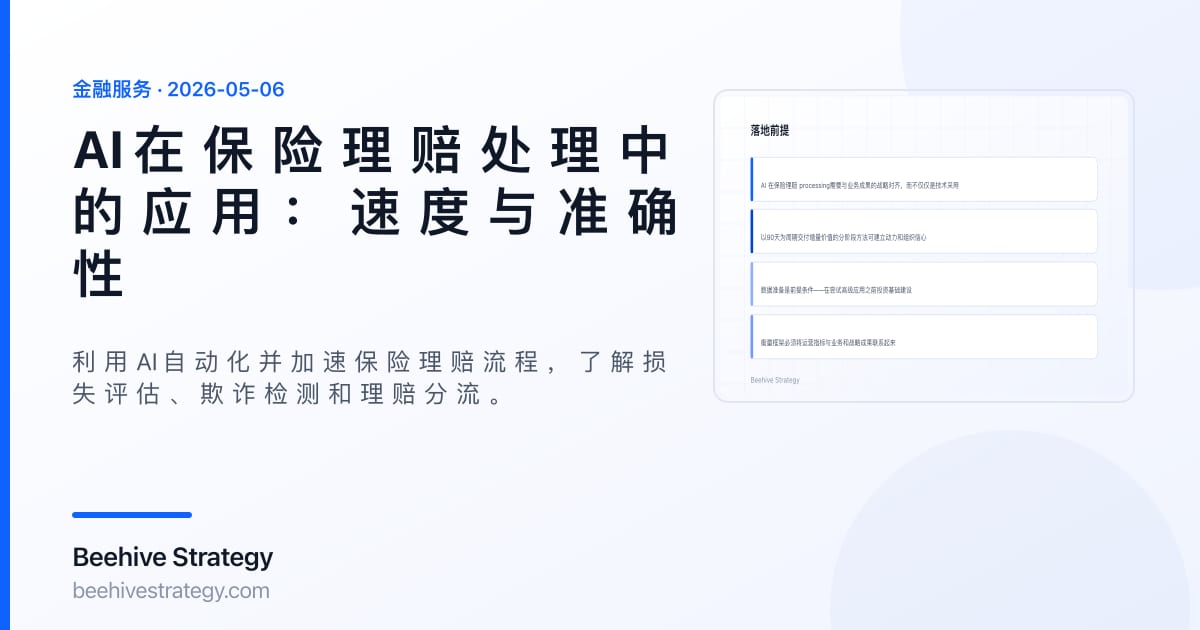 金融服务 · 2026-05-06
AI在保险理赔处理中
的应用：速度与准确
性
利用AI自动化并加速保险理赔流程，了解损
失评估、欺诈检测和理赔分流。
Beehive Strategy
beehivestrategy.com
落地前提
AI 在保险理赔 processing需要与业务成果的战略对齐，而不仅仅是技术采用
以90天为周期交付增量价值的分阶段方法可建立动力和组织信心
数据准备是前提条件——在尝试高级应用之前投资基础建设
衡量框架必须将运营指标与业务和战略成果联系起来
Beehive Strategy